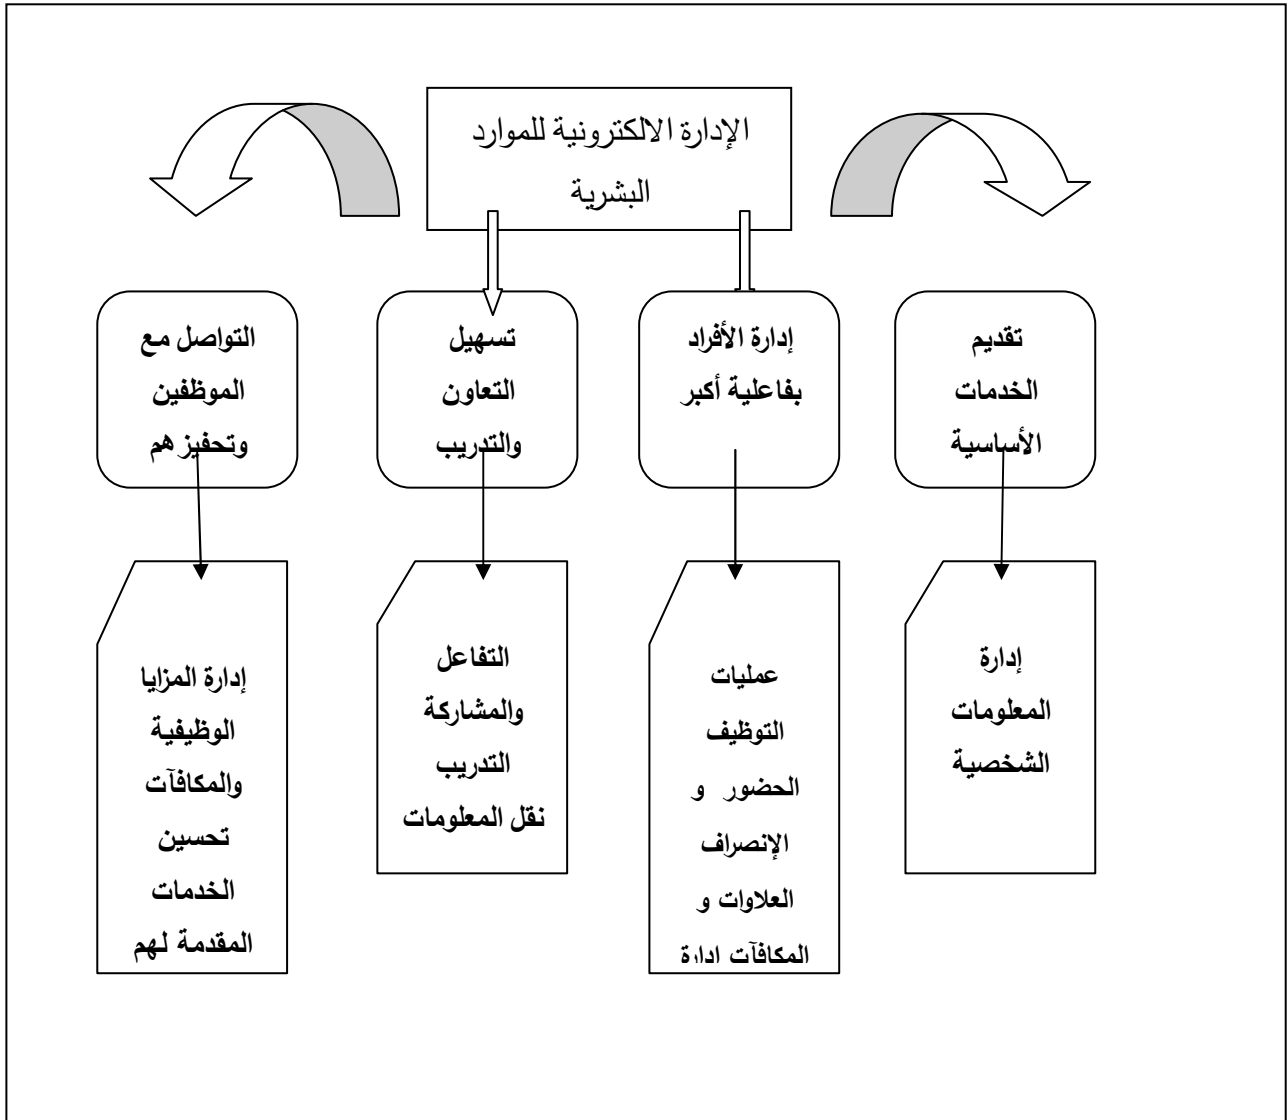 الإدارة الالكترونية للموارد
البشرية
تقديم
الخدمات
الأساسية
إدارة الأفراد
بفاعلية أكبر
تسهيل
التعاون
والتدريب
التواصل مع
الموظفين
وتحفيزهم
إدارة
المعلومات
الشخصية
عمليات
التوظيف
الحضور و
الإنصراف
العلاوات و
المكافآت ادارة
التفاعل
والمشاركة
التدريب
نقل المعلومات
إدارة المزايا
الوظيفية
والمكافآت
تحسين
الخدمات
المقدمة لهم